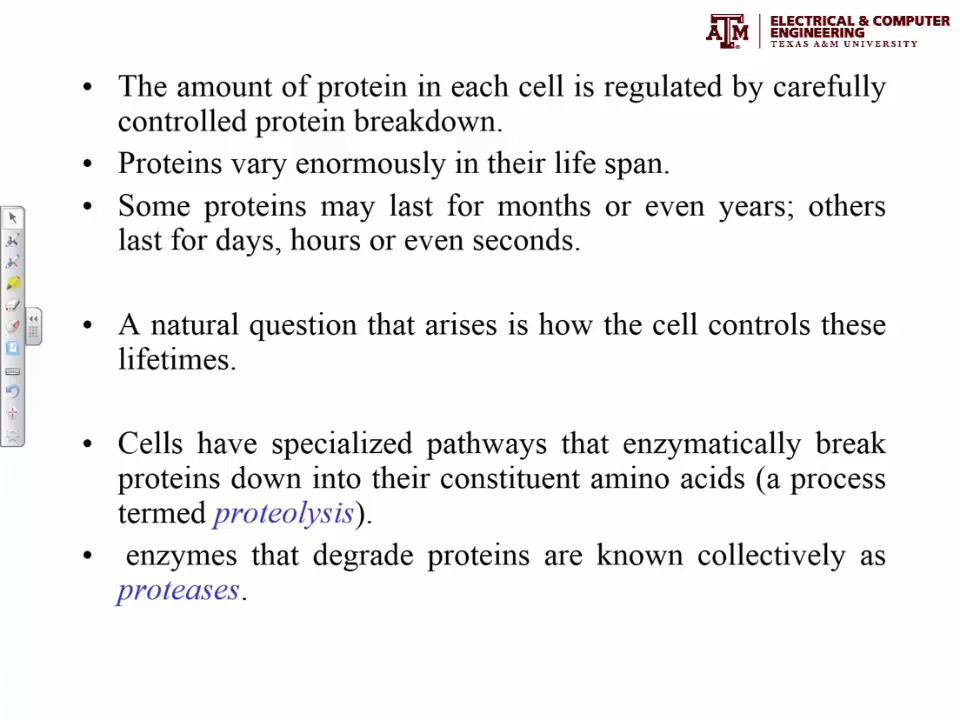 ĀM ELECTRICAL & COMPUTER
ENGINEERING
TEXAS A&M UNIVERSITY
• The amount of protein in each cell is regulated by carefully
controlled protein breakdown.
• Proteins vary enormously in their life span.
• Some proteins may last for months or even years; others
last for days, hours or even seconds.
• A natural question that arises is how the cell controls these
lifetimes.
• Cells have specialized pathways that enzymatically break
proteins down into their constituent amino acids (a process
termed proteolysis).
• enzymes that degrade proteins are known collectively as
proteases.